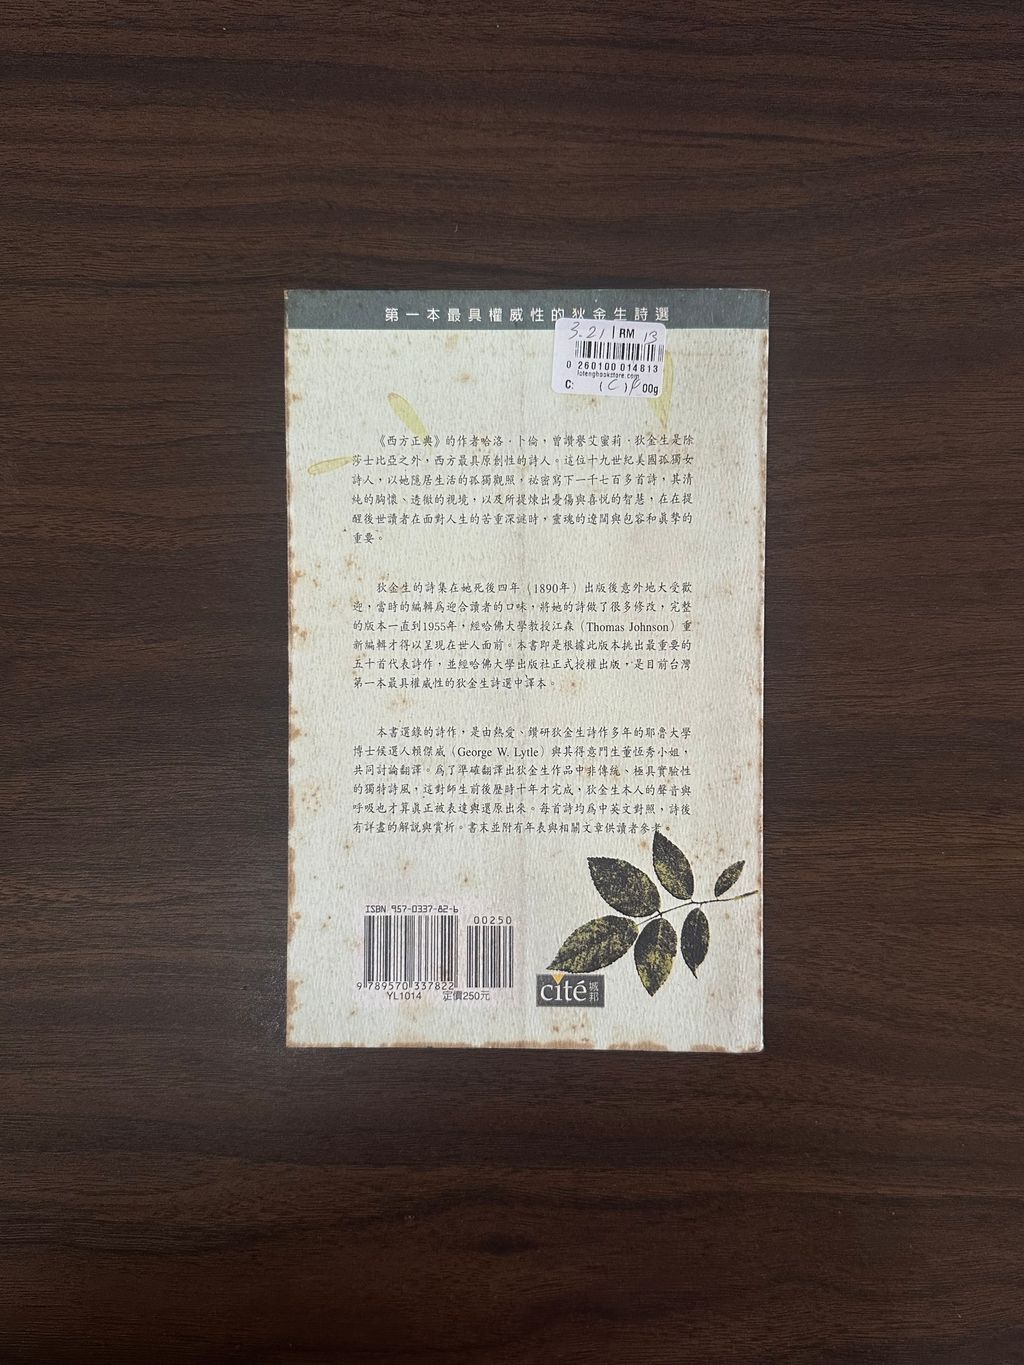 第一本最具權威性的狄金生詩選
3.21 RM 13
0 260100 014813
lotengbookstore.com
C: 00g
《西方正典》的作者哈洛．卜倫，曾讚譽艾蜜莉．狄金生是除
莎士比亞之外，西方最具原創性的詩人。這位十九世紀美國孤獨女
詩人，以她隱居生活的孤獨觀照，祕密寫下一千七百多首詩，其清
純的胸懷、透徹的視境，以及所提煉出憂傷與喜悅的智慧，在在提
醒後世讀者在面對人生的苦重深謎時，靈魂的遼闊與包容和眞摯的
重要。
狄金生的詩集在她死後四年（1890年）出版後意外地大受歡
迎，當時的編輯爲迎合讀者的口味，將她的詩做了很多修改，完整
的版本一直到1955年，經哈佛大學教授江森（Thomas Johnson）重
新編輯才得以呈現在世人面前。本書即是根據此版本挑出最重要的
五十首代表詩作，並經哈佛大學出版社正式授權出版，是目前台灣
第一本最具權威性的狄金生詩選中譯本。
本書選錄的詩作，是由熱愛、鑽研狄金生詩作多年的耶魯大學
博士候選人賴傑威（George W. Lytle）與其得意門生董恆秀小姐，
共同討論翻譯。爲了準確翻譯出狄金生作品中非傳統、極具實驗性
的獨特詩風，這對師生前後歷時十年才完成，狄金生本人的聲音與
呼吸也才算眞正被表達與還原出來。每首詩均爲中英文對照，詩後
有詳盡的解說與賞析。書末並附有年表與相關文章供讀者參考。
ISBN 957-0337-82-6
00250
9 789570 337822
YL1014 定價250元
cité 城邦